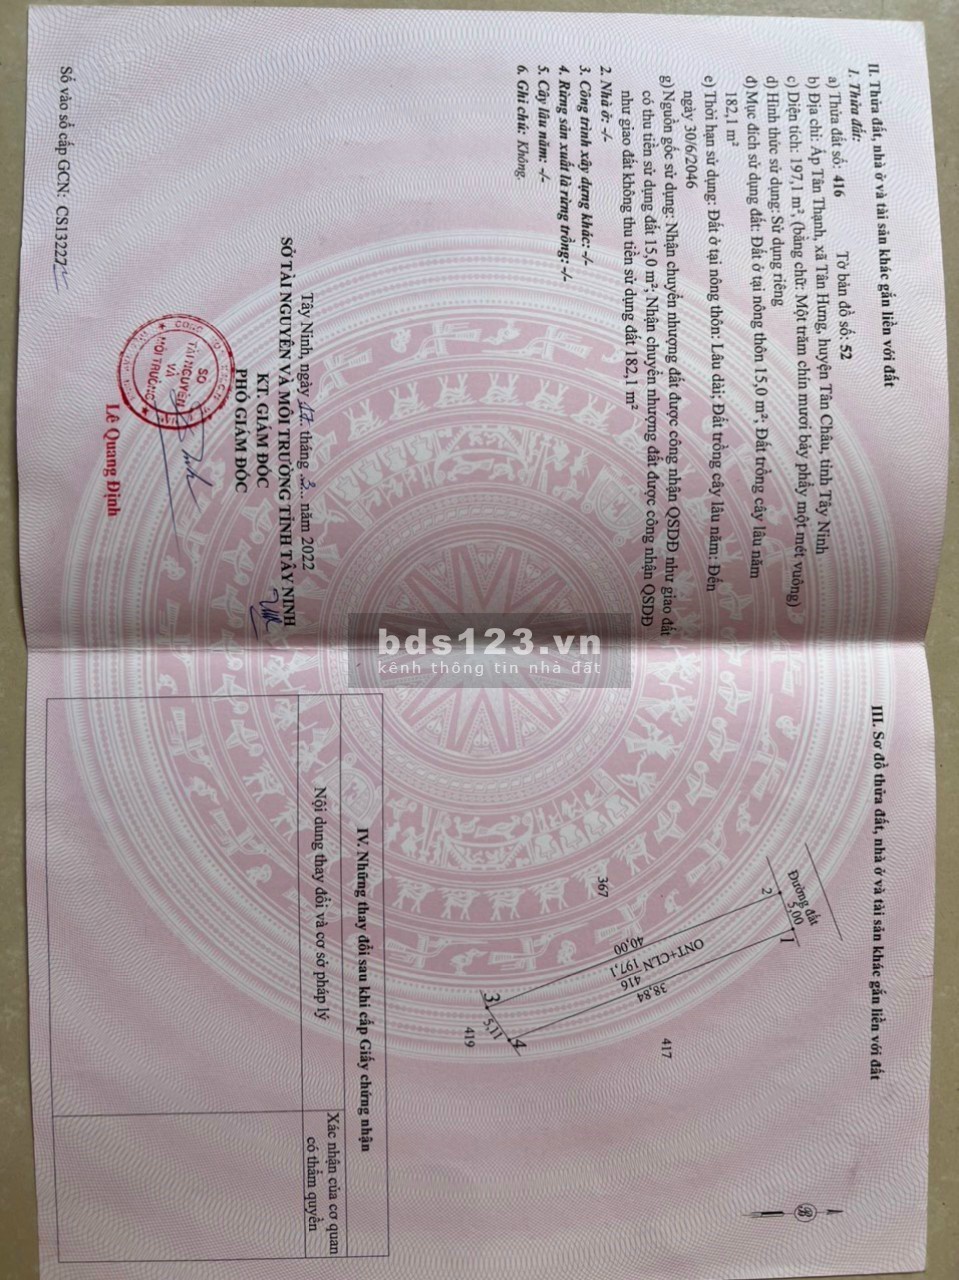 II. Thửa đất, nhà ở và tài sản khác gắn liền với đất
1. Thửa đất:
a) Thửa đất số: 416 Tờ bản đồ số: 52
b) Địa chỉ: Ấp Tân Thạnh, xã Tân Hưng, huyện Tân Châu, tỉnh Tây Ninh
c) Diện tích: 197,1 m², (bằng chữ: Một trăm chín mươi bảy phẩy một mét vuông)
d) Hình thức sử dụng: Sử dụng riêng
đ) Mục đích sử dụng đất: Đất ở tại nông thôn 15,0 m²; Đất trồng cây lâu năm
182,1 m²
e) Thời hạn sử dụng: Đất ở tại nông thôn: Lâu dài; Đất trồng cây lâu năm: Đến
ngày 30/6/2046
g) Nguồn gốc sử dụng: Nhận chuyển nhượng đất được công nhận QSDĐ như giao đất
có thu tiền sử dụng đất 15,0 m²; Nhận chuyển nhượng đất được công nhận QSDĐ
như giao đất không thu tiền sử dụng đất 182,1 m²
2. Nhà ở: -/-
3. Công trình xây dựng khác: -/-
4. Rừng sản xuất là rừng trồng: -/-
5. Cây lâu năm: -/-
6. Ghi chú: Không.
Tây Ninh, ngày 17 tháng 3 năm 2022
SỞ TÀI NGUYÊN VÀ MÔI TRƯỜNG TỈNH TÂY NINH
KT. GIÁM ĐỐC
PHÓ GIÁM ĐỐC
SỞ
TÀI NGUYÊN
VÀ
MÔI TRƯỜNG
Lê Quang Định
Số vào sổ cấp GCN: CS13227
bds123.vn
kênh thông tin nhà đất
III. Sơ đồ thửa đất, nhà ở và tài sản khác gắn liền với đất
Đường đất
5,00
1
2
40,00
ONT+CLN 197,1
416
38,84
3
5,11
4
367
417
419
IV. Những thay đổi sau khi cấp Giấy chứng nhận
Nội dung thay đổi và cơ sở pháp lý
Xác nhận của cơ quan
có thẩm quyền